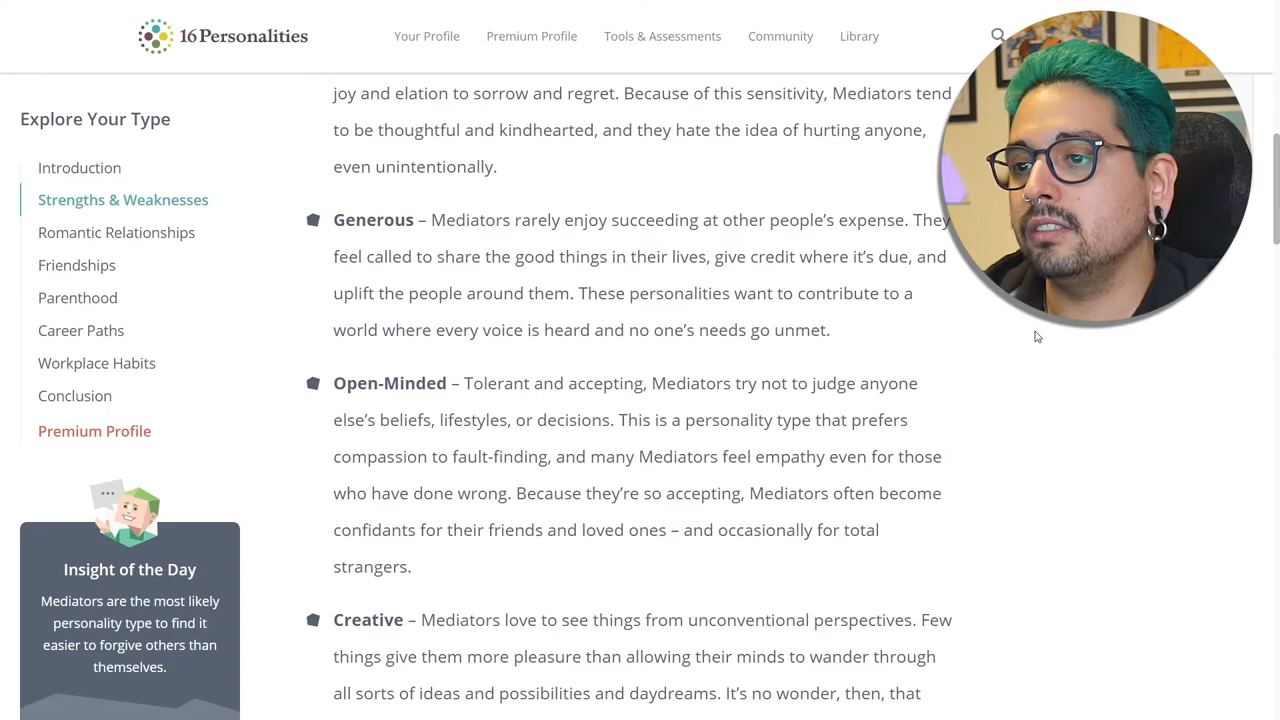 16Personalities
Your Profile
Premium Profile
Tools & Assessments
Community
Library
Explore Your Type
Introduction
Strengths & Weaknesses
Romantic Relationships
Friendships
Parenthood
Career Paths
Workplace Habits
Conclusion
Premium Profile
Insight of the Day
Mediators are the most likely
personality type to find it
easier to forgive others than
themselves.
joy and elation to sorrow and regret. Because of this sensitivity, Mediators tend
to be thoughtful and kindhearted, and they hate the idea of hurting anyone,
even unintentionally.
Generous – Mediators rarely enjoy succeeding at other people’s expense. They
feel called to share the good things in their lives, give credit where it’s due, and
uplift the people around them. These personalities want to contribute to a
world where every voice is heard and no one’s needs go unmet.
Open-Minded – Tolerant and accepting, Mediators try not to judge anyone
else’s beliefs, lifestyles, or decisions. This is a personality type that prefers
compassion to fault-finding, and many Mediators feel empathy even for those
who have done wrong. Because they’re so accepting, Mediators often become
confidants for their friends and loved ones – and occasionally for total
strangers.
Creative – Mediators love to see things from unconventional perspectives. Few
things give them more pleasure than allowing their minds to wander through
all sorts of ideas and possibilities and daydreams. It’s no wonder, then, that